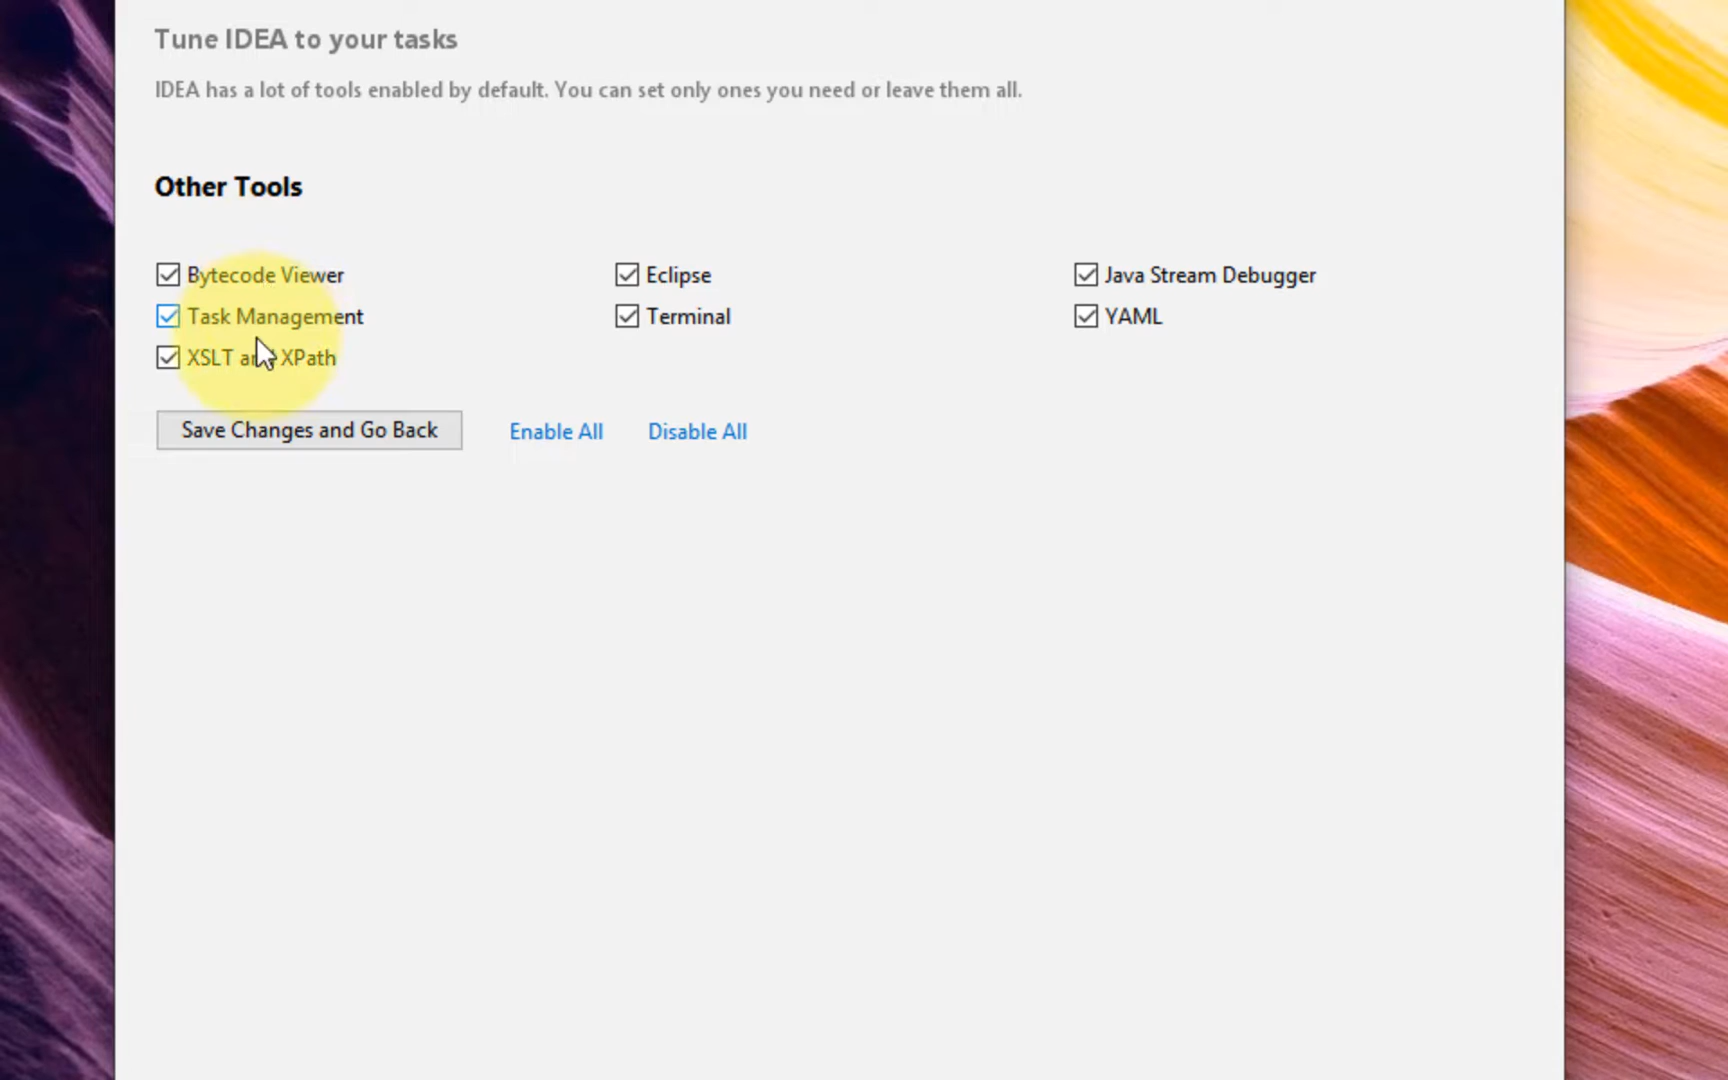 Tune IDEA to your tasks
IDEA has a lot of tools enabled by default. You can set only ones you need or leave them all.
Other Tools
Bytecode Viewer Eclipse Java Stream Debugger
Task Management Terminal YAML
XSLT and XPath
Save Changes and Go Back Enable All Disable All